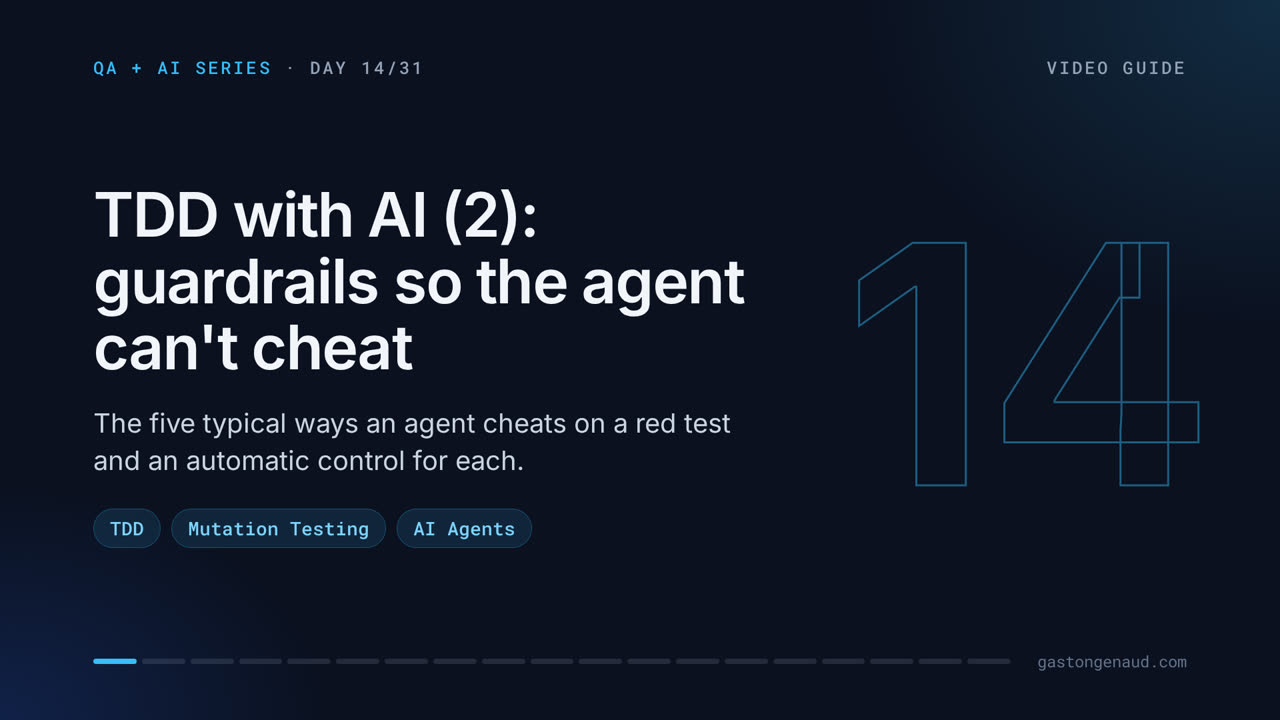 QA + AI SERIES · DAY 14/31
VIDEO GUIDE
TDD with AI (2):
guardrails so the agent
can't cheat
14
The five typical ways an agent cheats on a red test
and an automatic control for each.
TDD
Mutation Testing
AI Agents
gastongenaud.com